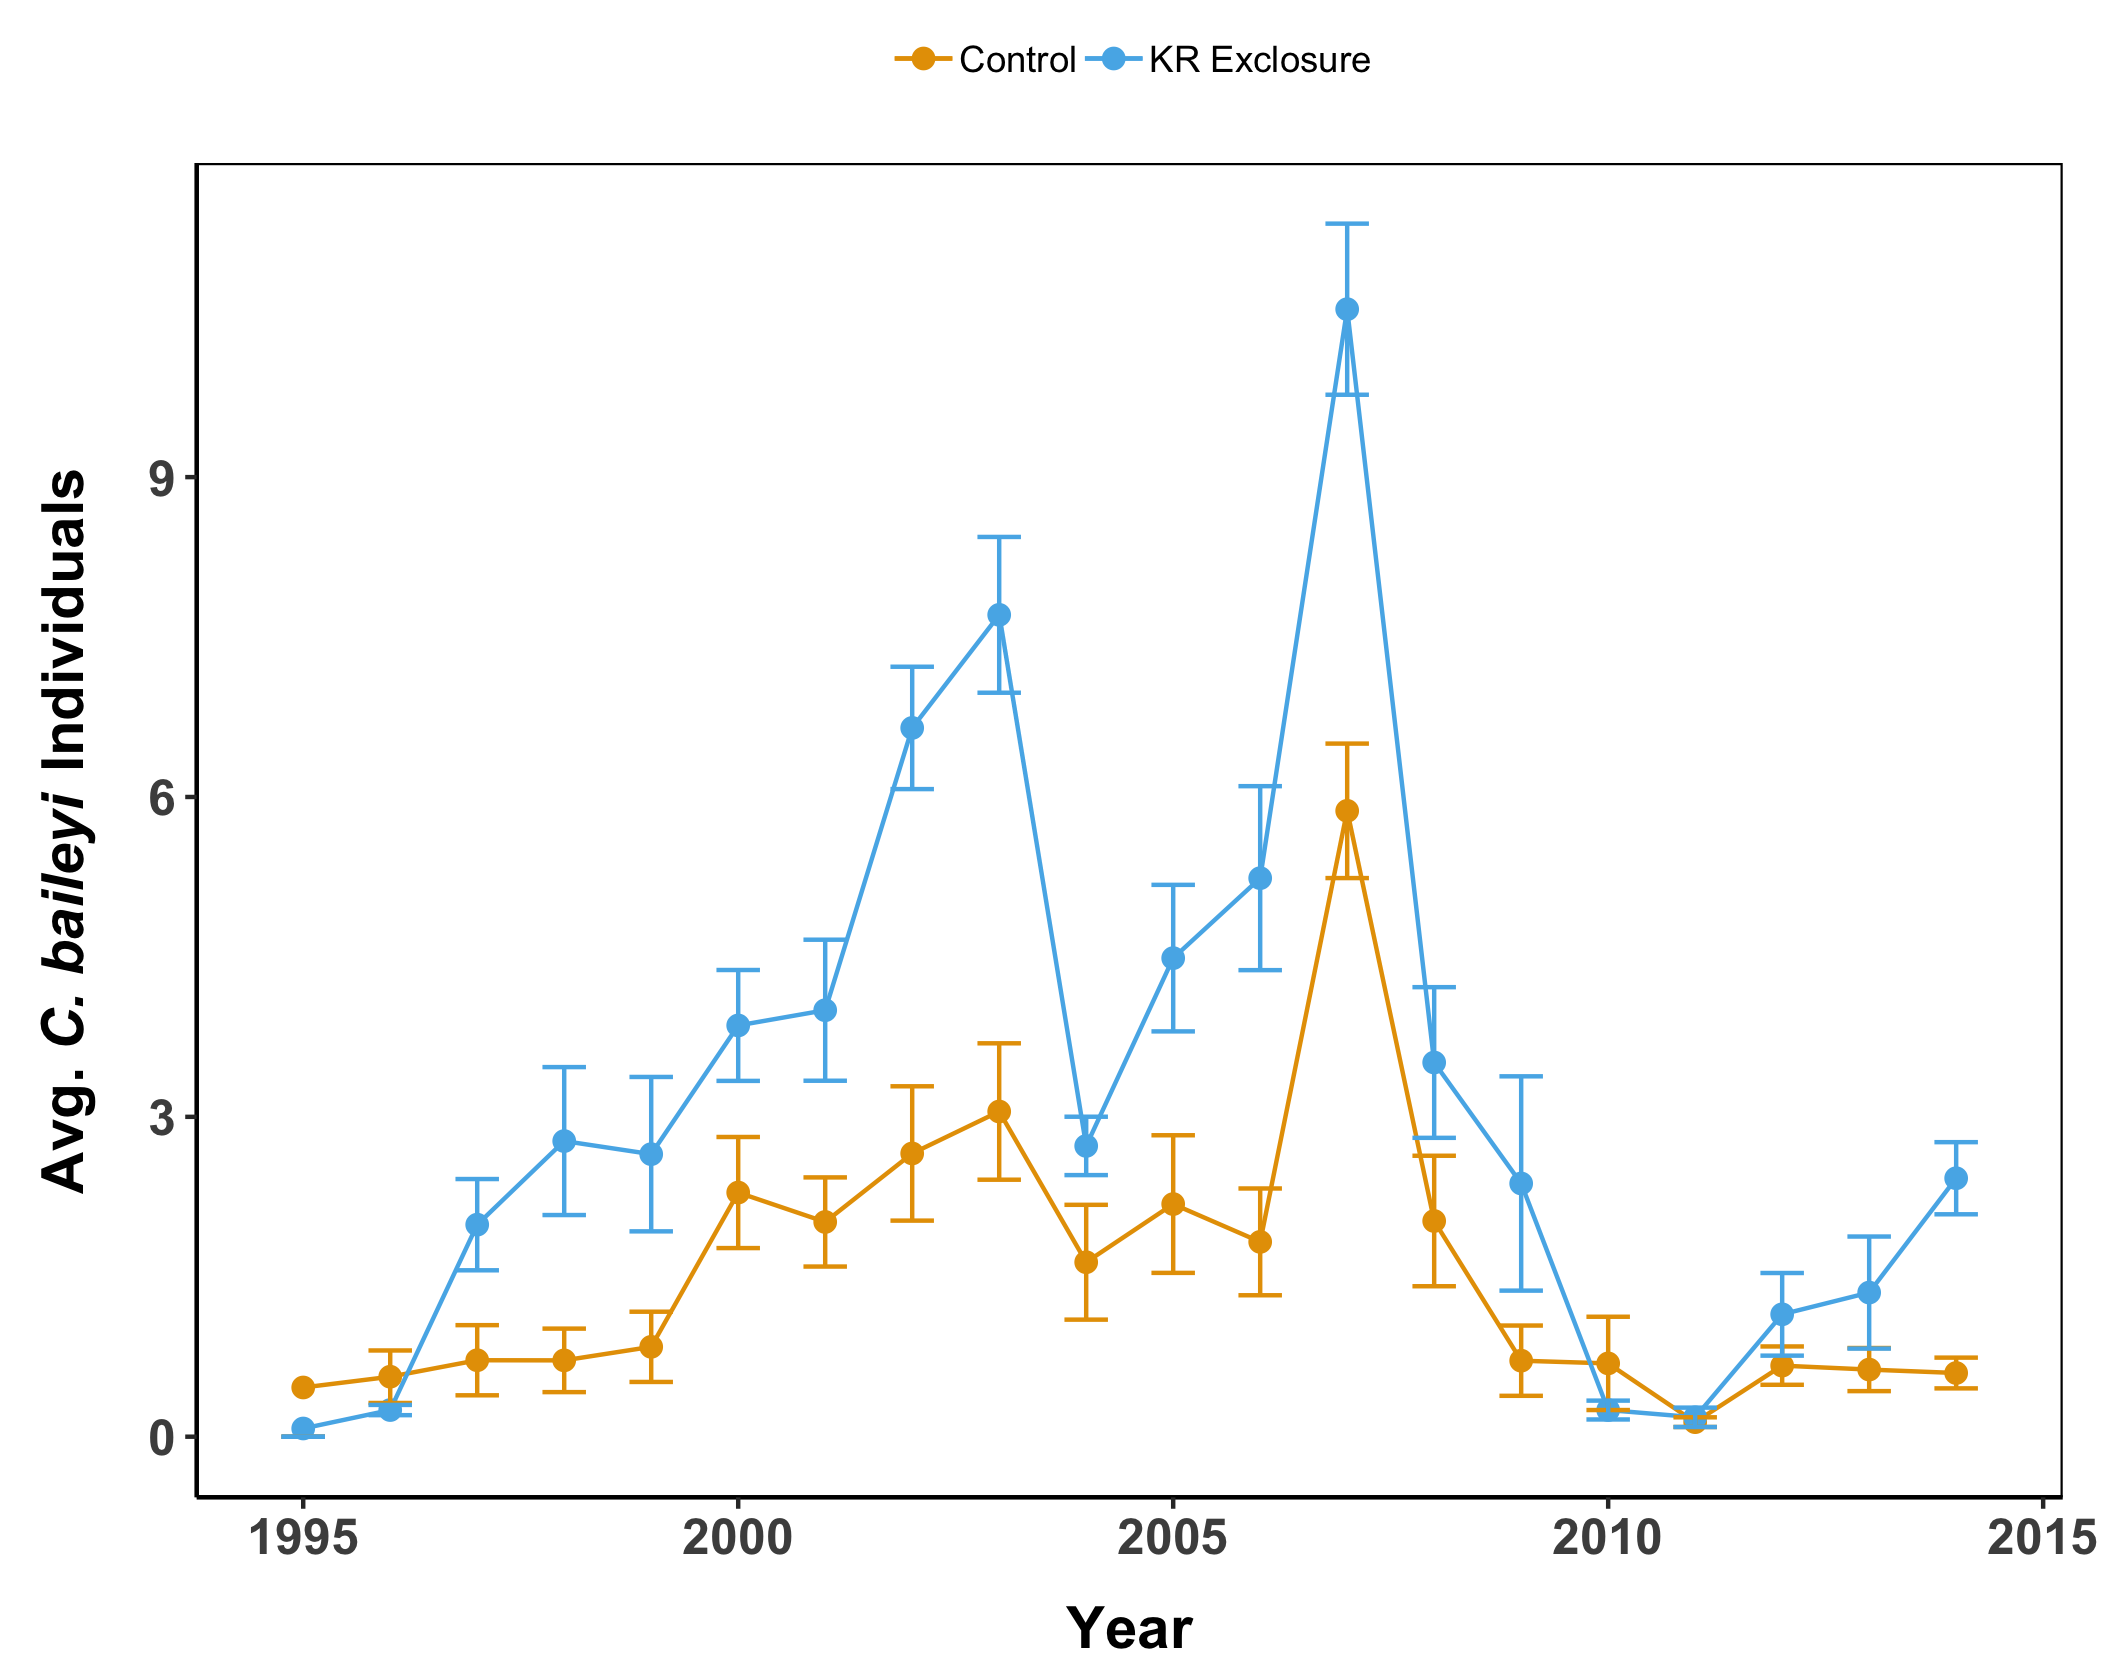 Control KR Exclosure
Avg. C. baileyi Individuals
9
6
3
0
1995 2000 2005 2010 2015
Year